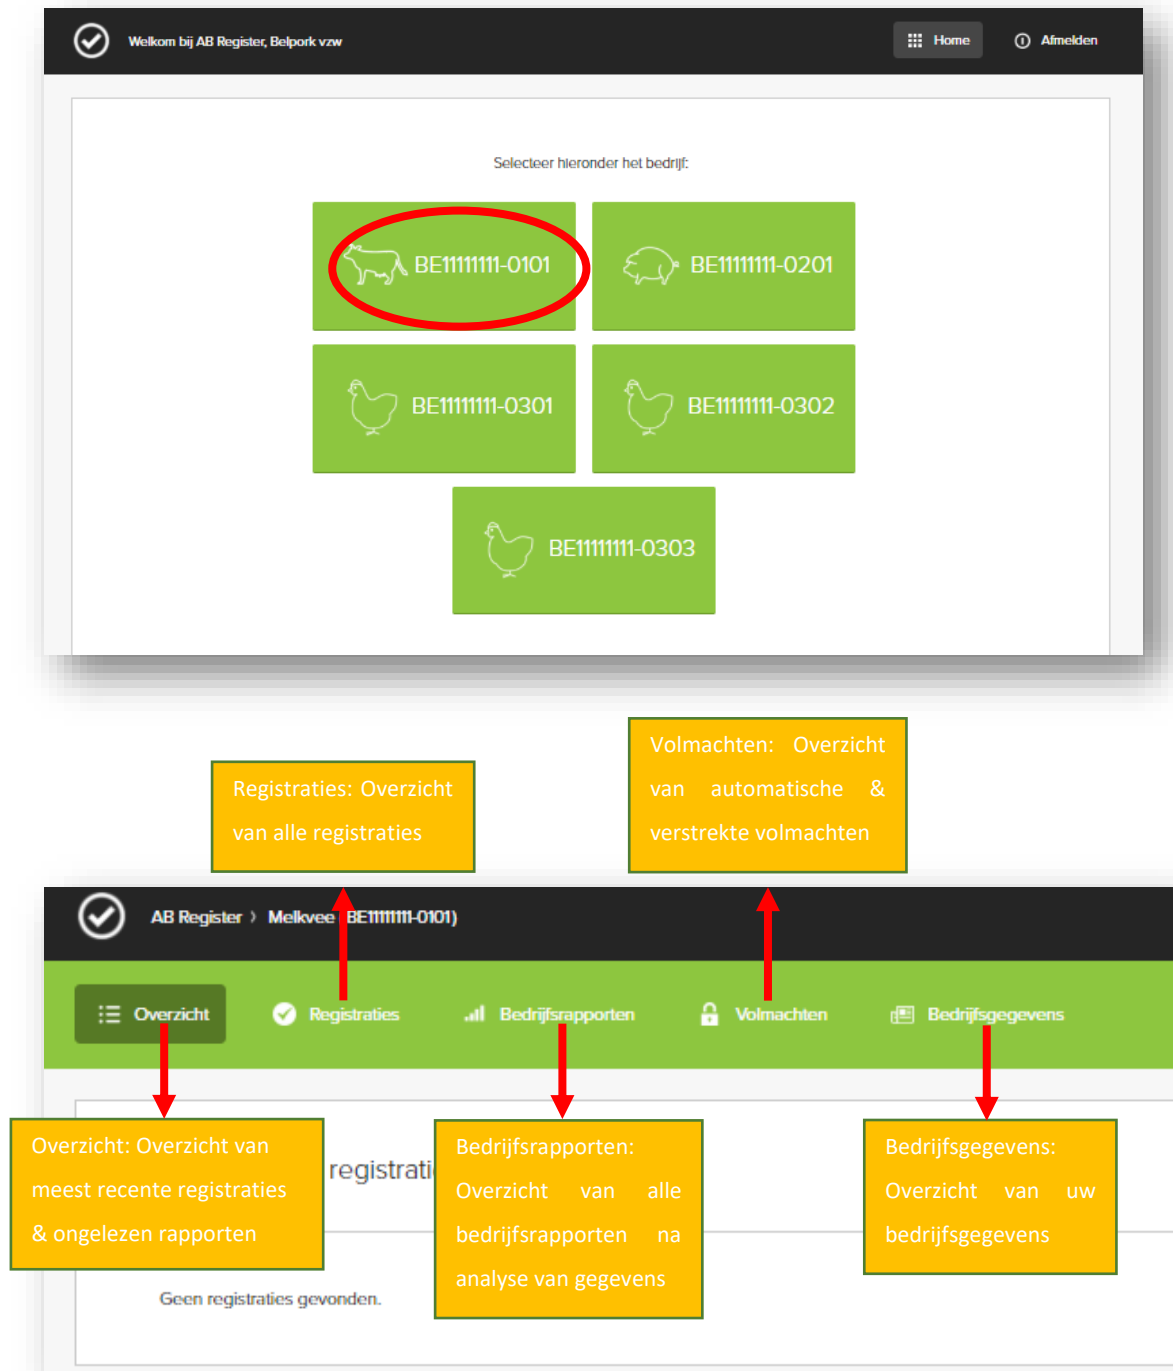 Welkom bij AB Register, Belpork vzw
Home
Afmelden
Selecteer hieronder het bedrijf:
BE11111111-0101
BE11111111-0201
BE11111111-0301
BE11111111-0302
BE11111111-0303
Registraties: Overzicht
van alle registraties
Volmachten: Overzicht
van automatische &
verstrekte volmachten
AB Register > Melkvee (BE11111111-0101)
Overzicht
Registraties
Bedrijfsrapporten
Volmachten
Bedrijfsgegevens
Overzicht: Overzicht van
meest recente registraties
& ongelezen rapporten
registrati
Bedrijfsrapporten:
Overzicht van alle
bedrijfsrapporten na
analyse van gegevens
Bedrijfsgegevens:
Overzicht van uw
bedrijfsgegevens
Geen registraties gevonden.